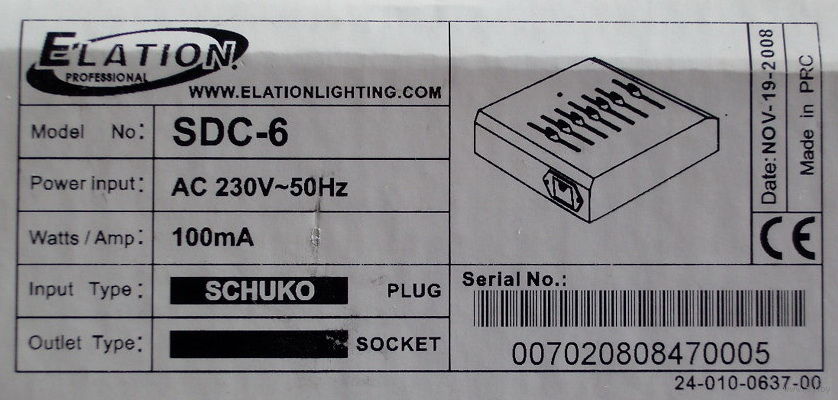 ELATION
PROFESSIONAL
WWW.ELATIONLIGHTING.COM
Model No: SDC-6
Power input: AC 230V~50Hz
Watts / Amp: 100mA
Input Type: SCHUKO PLUG
Outlet Type: SOCKET
Date: NOV-19-2008
Made in PRC
CE
Serial No.:
007020808470005
24-010-0637-00